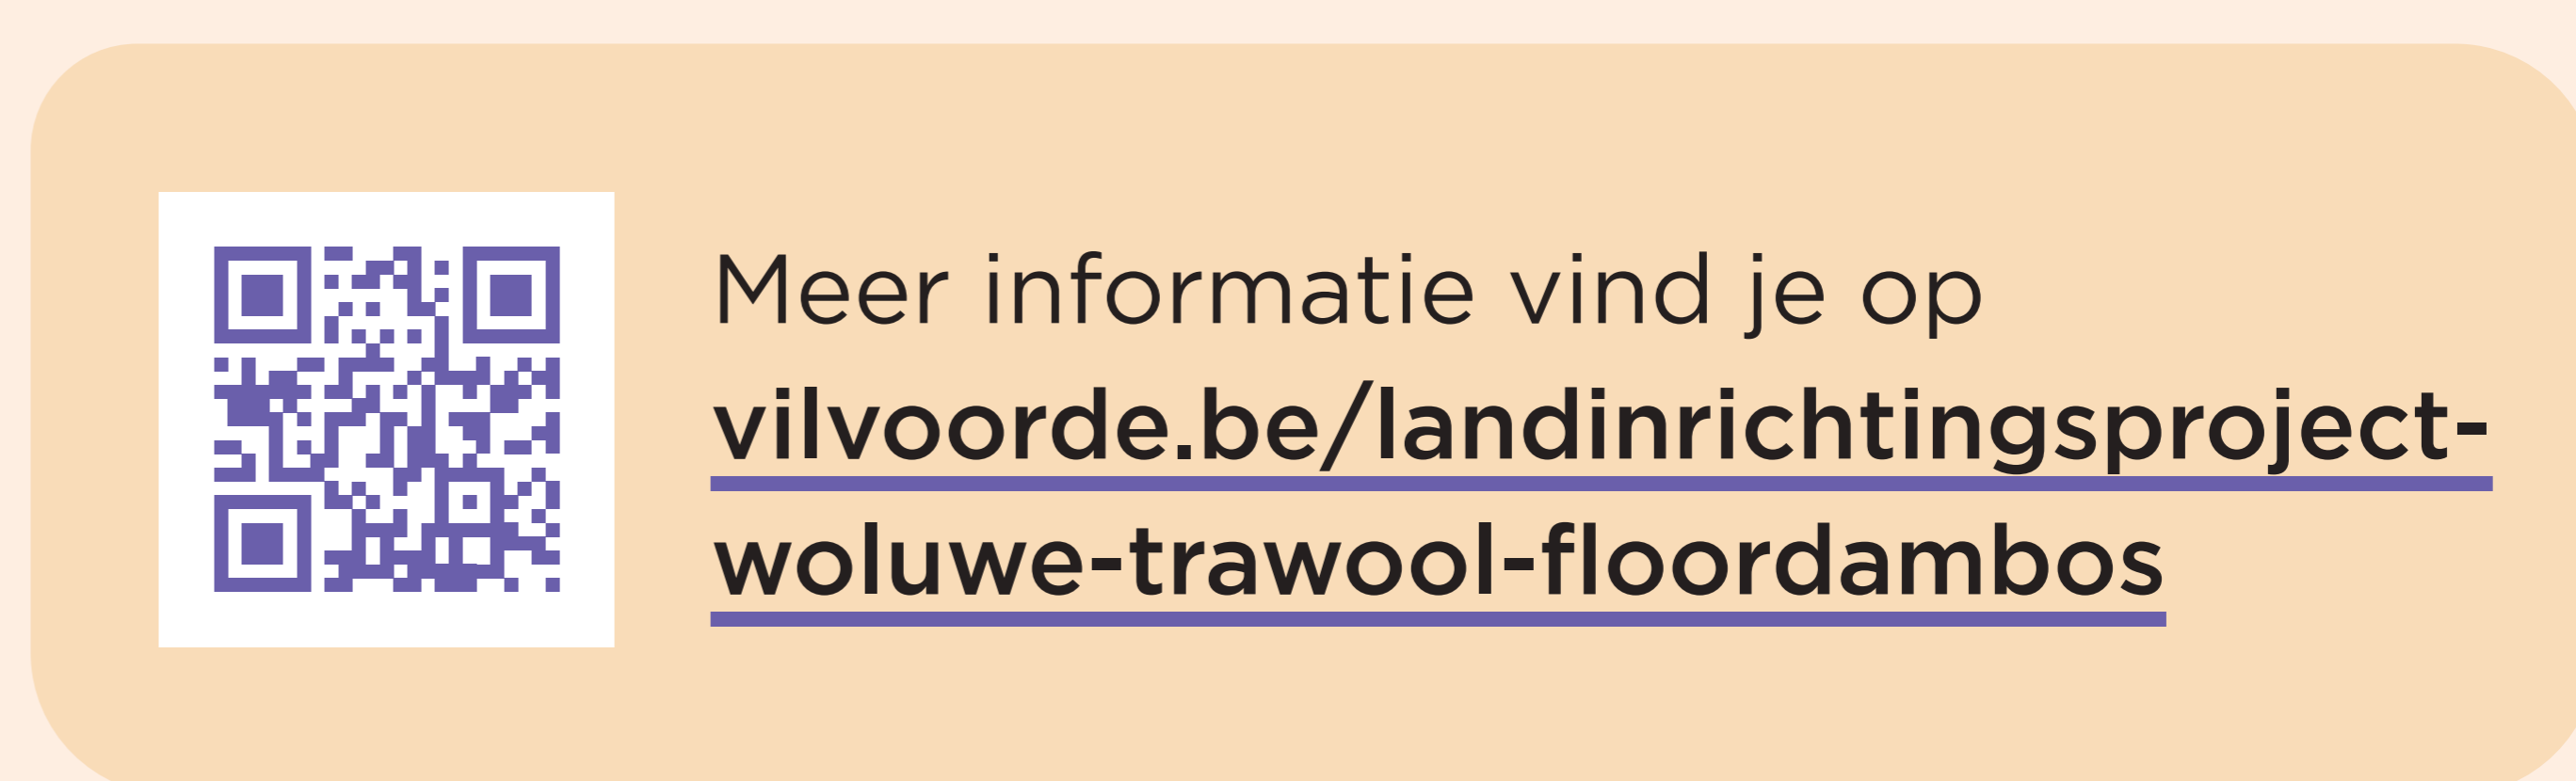 Meer informatie vind je op
vilvoorde.be/landinrichtingsproject-
woluwe-trawool-floordambos